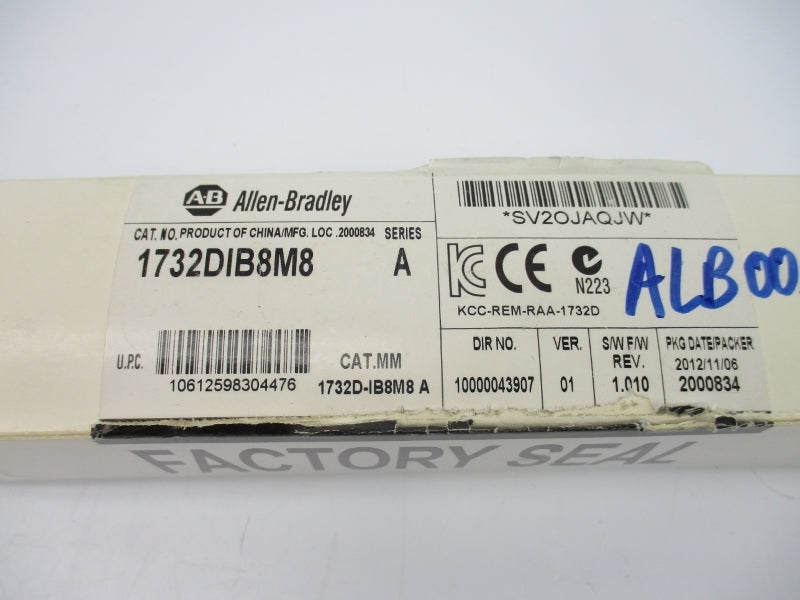 A-B Allen-Bradley
CAT. NO. PRODUCT OF CHINA/MFG. LOC .2000834 SERIES
1732DIB8M8 A
U.P.C.
10612598304476
CAT.MM
1732D-IB8M8 A
*SV2OJAQJW*
KC CE N223
KCC-REM-RAA-1732D
ALB00
DIR NO. VER. S/W F/W REV. PKG DATE/PACKER
10000043907 01 1.010 2012/11/06
2000834
FACTORY SEAL